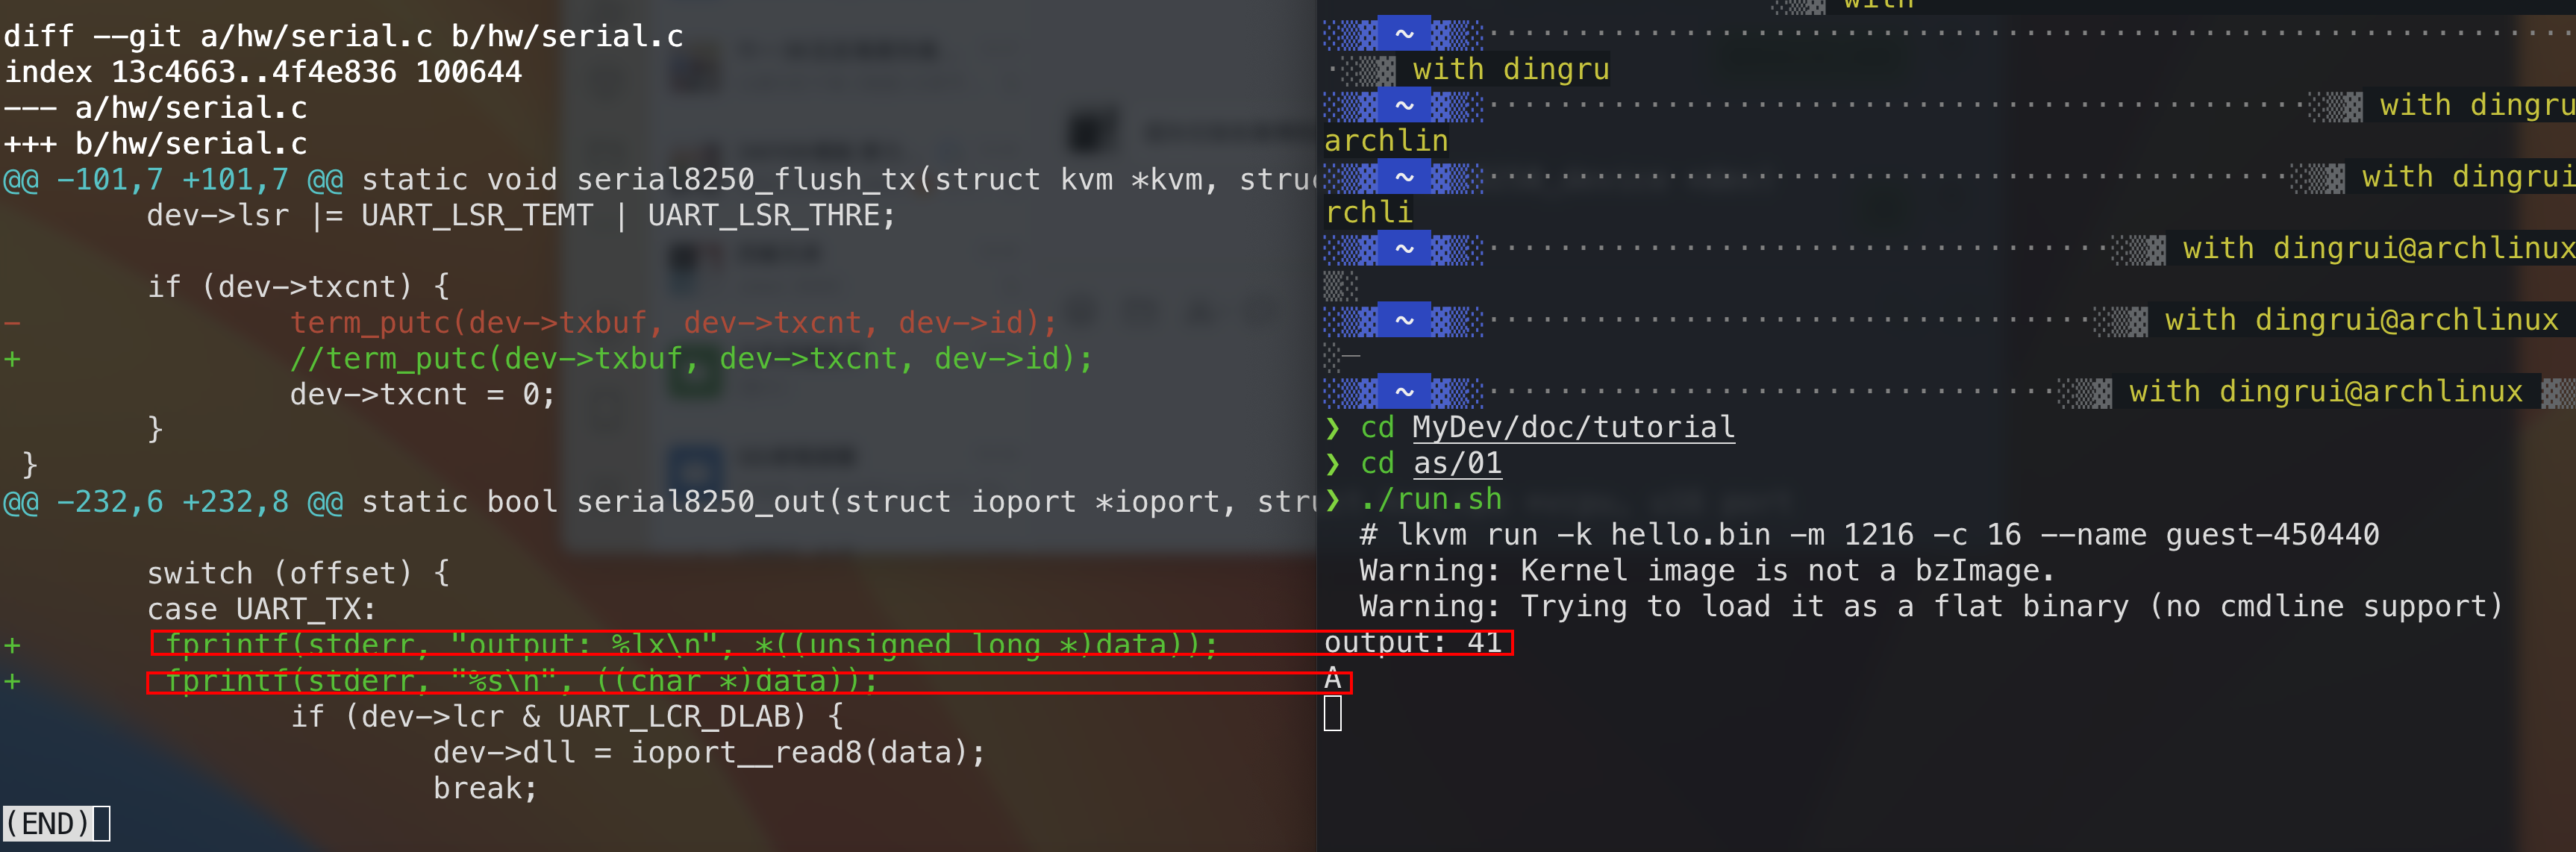 diff --git a/hw/serial.c b/hw/serial.c
index 13c4663..4f4e836 100644
--- a/hw/serial.c
+++ b/hw/serial.c
@@ -101,7 +101,7 @@ static void serial8250_flush_tx(struct kvm *kvm, struc
dev->lsr |= UART_LSR_TEMT | UART_LSR_THRE;
if (dev->txcnt) {
- term_putc(dev->txbuf, dev->txcnt, dev->id);
+ //term_putc(dev->txbuf, dev->txcnt, dev->id);
dev->txcnt = 0;
}
}
@@ -232,6 +232,8 @@ static bool serial8250_out(struct ioport *ioport, stru
switch (offset) {
case UART_TX:
+ fprintf(stderr, "output: %lx\n", *((unsigned long *)data));
+ fprintf(stderr, "%s\n", ((char *)data));
if (dev->lcr & UART_LCR_DLAB) {
dev->dll = ioport__read8(data);
break;
(END)
with
~
with dingru
~ with dingru
archlin
~ with dingrui
rchli
~ with dingrui@archlinux
~ with dingrui@archlinux
—
~ with dingrui@archlinux
❯ cd MyDev/doc/tutorial
❯ cd as/01
❯ ./run.sh
# lkvm run -k hello.bin -m 1216 -c 16 --name guest-450440
Warning: Kernel image is not a bzImage.
Warning: Trying to load it as a flat binary (no cmdline support)
output: 41
A